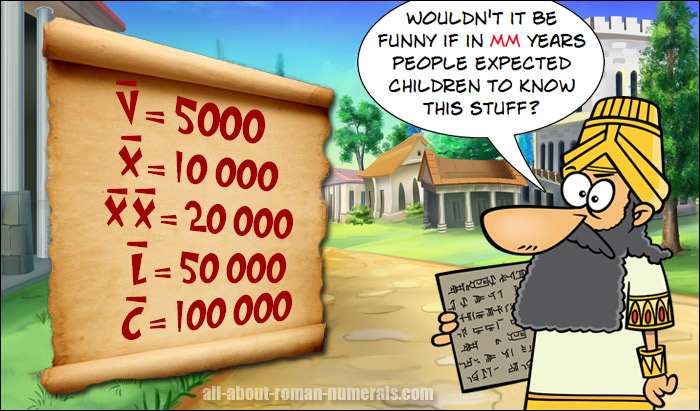 V̅ = 5000
X̅ = 10 000
X̅X̅ = 20 000
L̅ = 50 000
C̅ = 100 000
WOULDN'T IT BE
FUNNY IF IN MM YEARS
PEOPLE EXPECTED
CHILDREN TO KNOW
THIS STUFF?
all-about-roman-numerals.com